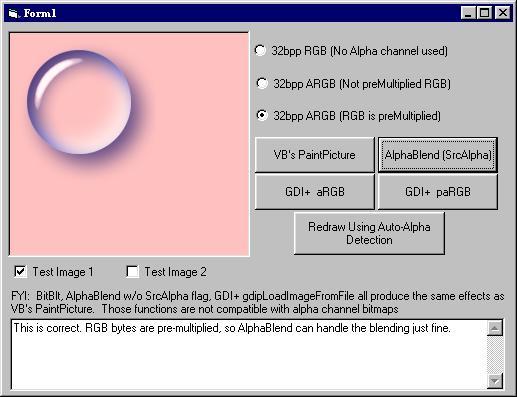 Form1
32bpp RGB (No Alpha channel used)
32bpp ARGB (Not preMultiplied RGB)
32bpp ARGB (RGB is preMultiplied)
VB's PaintPicture
AlphaBlend (SrcAlpha)
GDI+ aRGB
GDI+ paRGB
Redraw Using Auto-Alpha
Detection
Test Image 1
Test Image 2
FYI: BitBlt, AlphaBlend w/o SrcAlpha flag, GDI+ gdipLoadImageFromFile all produce the same effects as
VB's PaintPicture. Those functions are not compatible with alpha channel bitmaps
This is correct. RGB bytes are pre-multiplied, so AlphaBlend can handle the blending just fine.